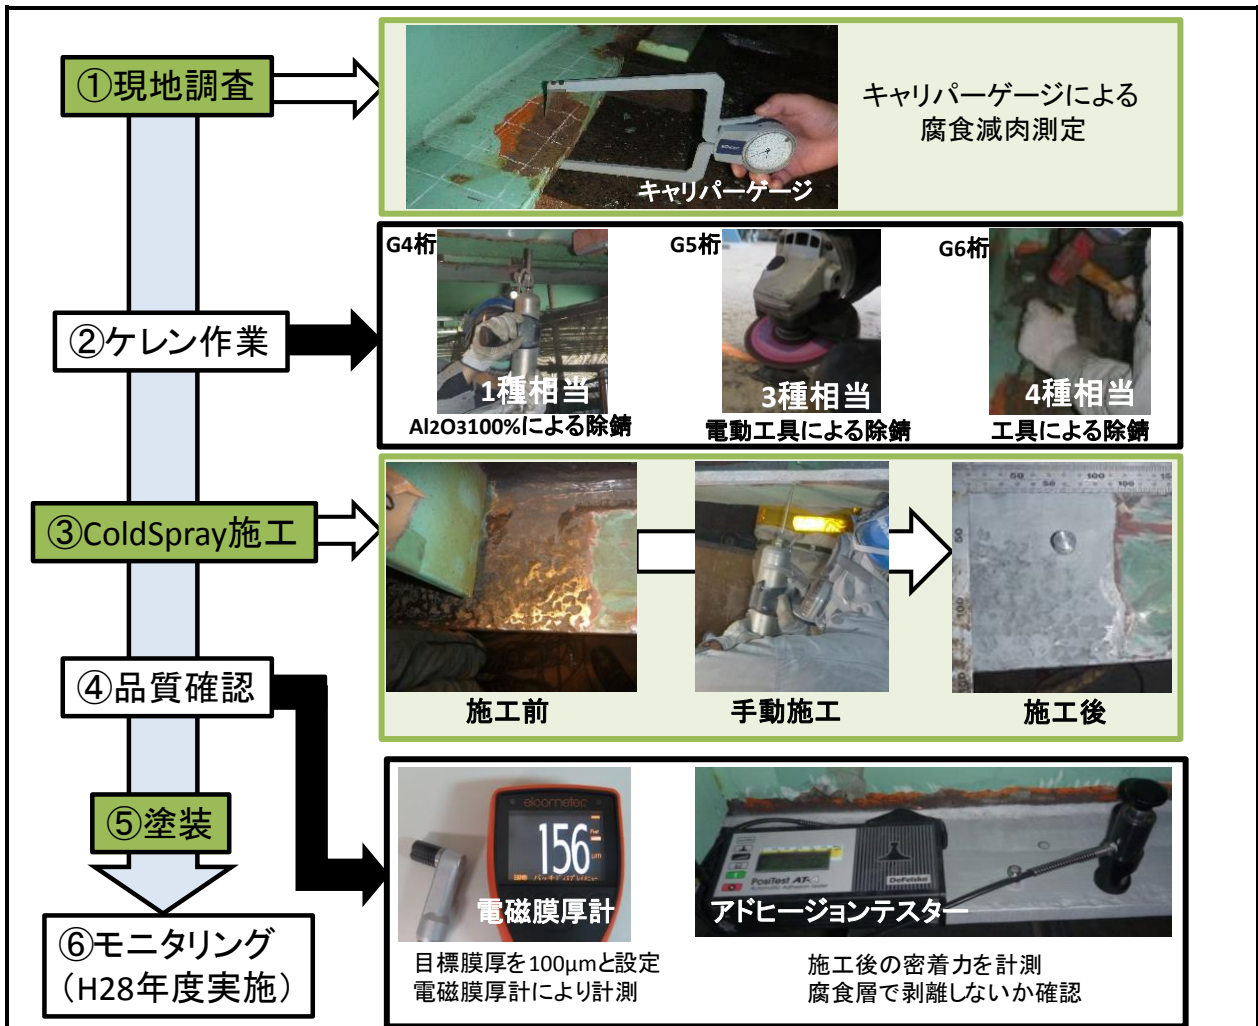 ①現地調査
キャリパーゲージ
キャリパーゲージによる
腐食減肉測定
②ケレン作業
G4桁
1種相当
Al2O3100%による除錆
G5桁
3種相当
電動工具による除錆
G6桁
4種相当
工具による除錆
③ColdSpray施工
施工前
手動施工
施工後
50
100
50
100
50
100
④品質確認
elcometer
156
μm
電磁膜厚計
目標膜厚を100μmと設定
電磁膜厚計により計測
PosiTest AT-
Automatic Adhesion Tester
DeFelsko
アドヒージョンテスター
施工後の密着力を計測
腐食層で剥離しないか確認
⑤塗装
⑥モニタリング
（H28年度実施）